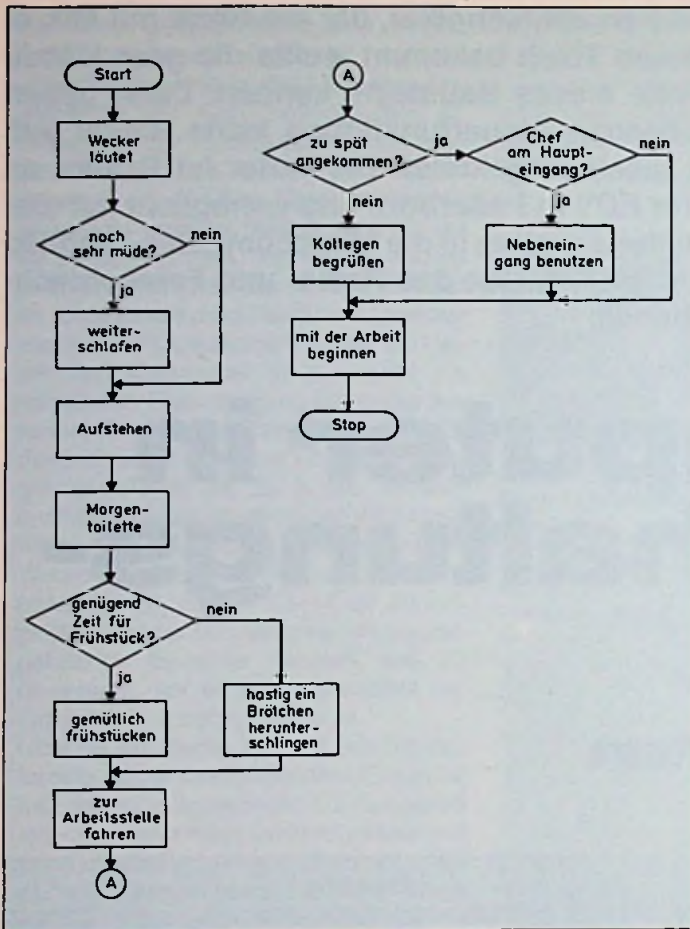 Start
Wecker
läutet
noch
sehr müde?
nein
ja
weiter-
schlafen
Aufstehen
Morgen-
toilette
genügend
Zeit für
Frühstück?
nein
ja
gemütlich
frühstücken
hastig ein
Brötchen
herunter-
schlingen
zur
Arbeitsstelle
fahren
A
A
zu spät
angekommen?
ja
nein
Chef
am Haupt-
eingang?
nein
ja
Kollegen
begrüßen
Nebenein-
gang benutzen
mit der Arbeit
beginnen
Stop